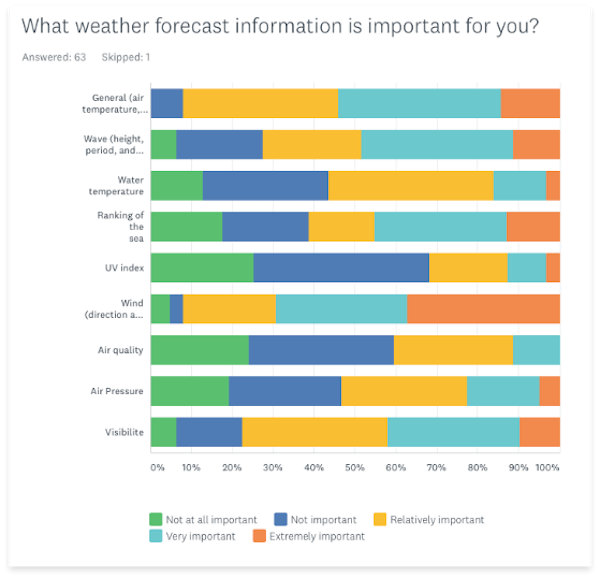 What weather forecast information is important for you?
Answered: 63 Skipped: 1
General (air
temperature,...
Wave (height,
period, and...
Water
temperature
Ranking of
the
sea
UV index
Wind
(direction a...
Air quality
Air Pressure
Visibilite
0% 10% 20% 30% 40% 50% 60% 70% 80% 90% 100%
Not at all important Not important Relatively important
Very important Extremely important